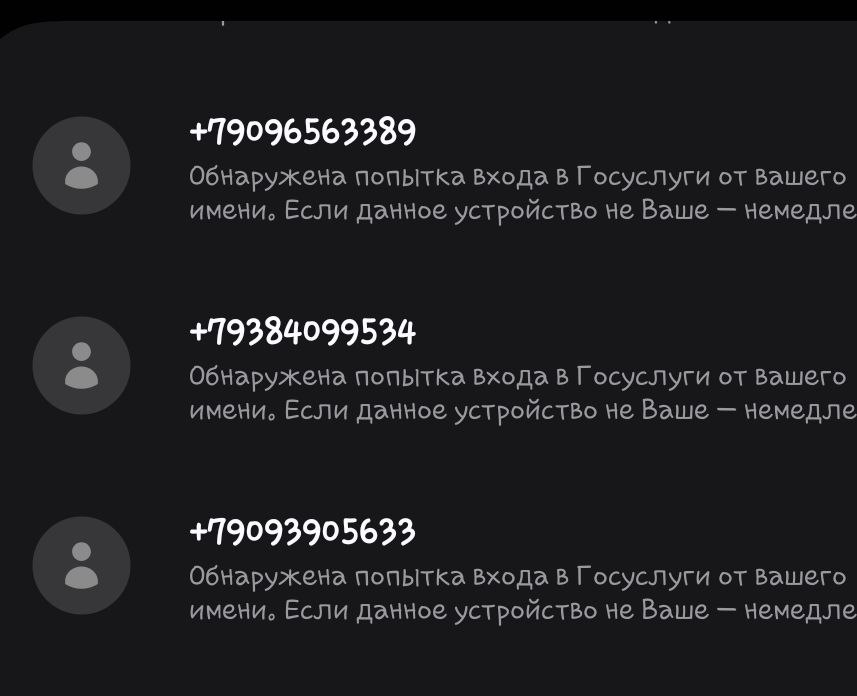 +79096563389
Обнаружена попытка входа в Госуслуги от вашего
имени. Если данное устройство не Ваше — немедле
+79384099534
Обнаружена попытка входа в Госуслуги от вашего
имени. Если данное устройство не Ваше — немедле
+79093905633
Обнаружена попытка входа в Госуслуги от вашего
имени. Если данное устройство не Ваше — немедле